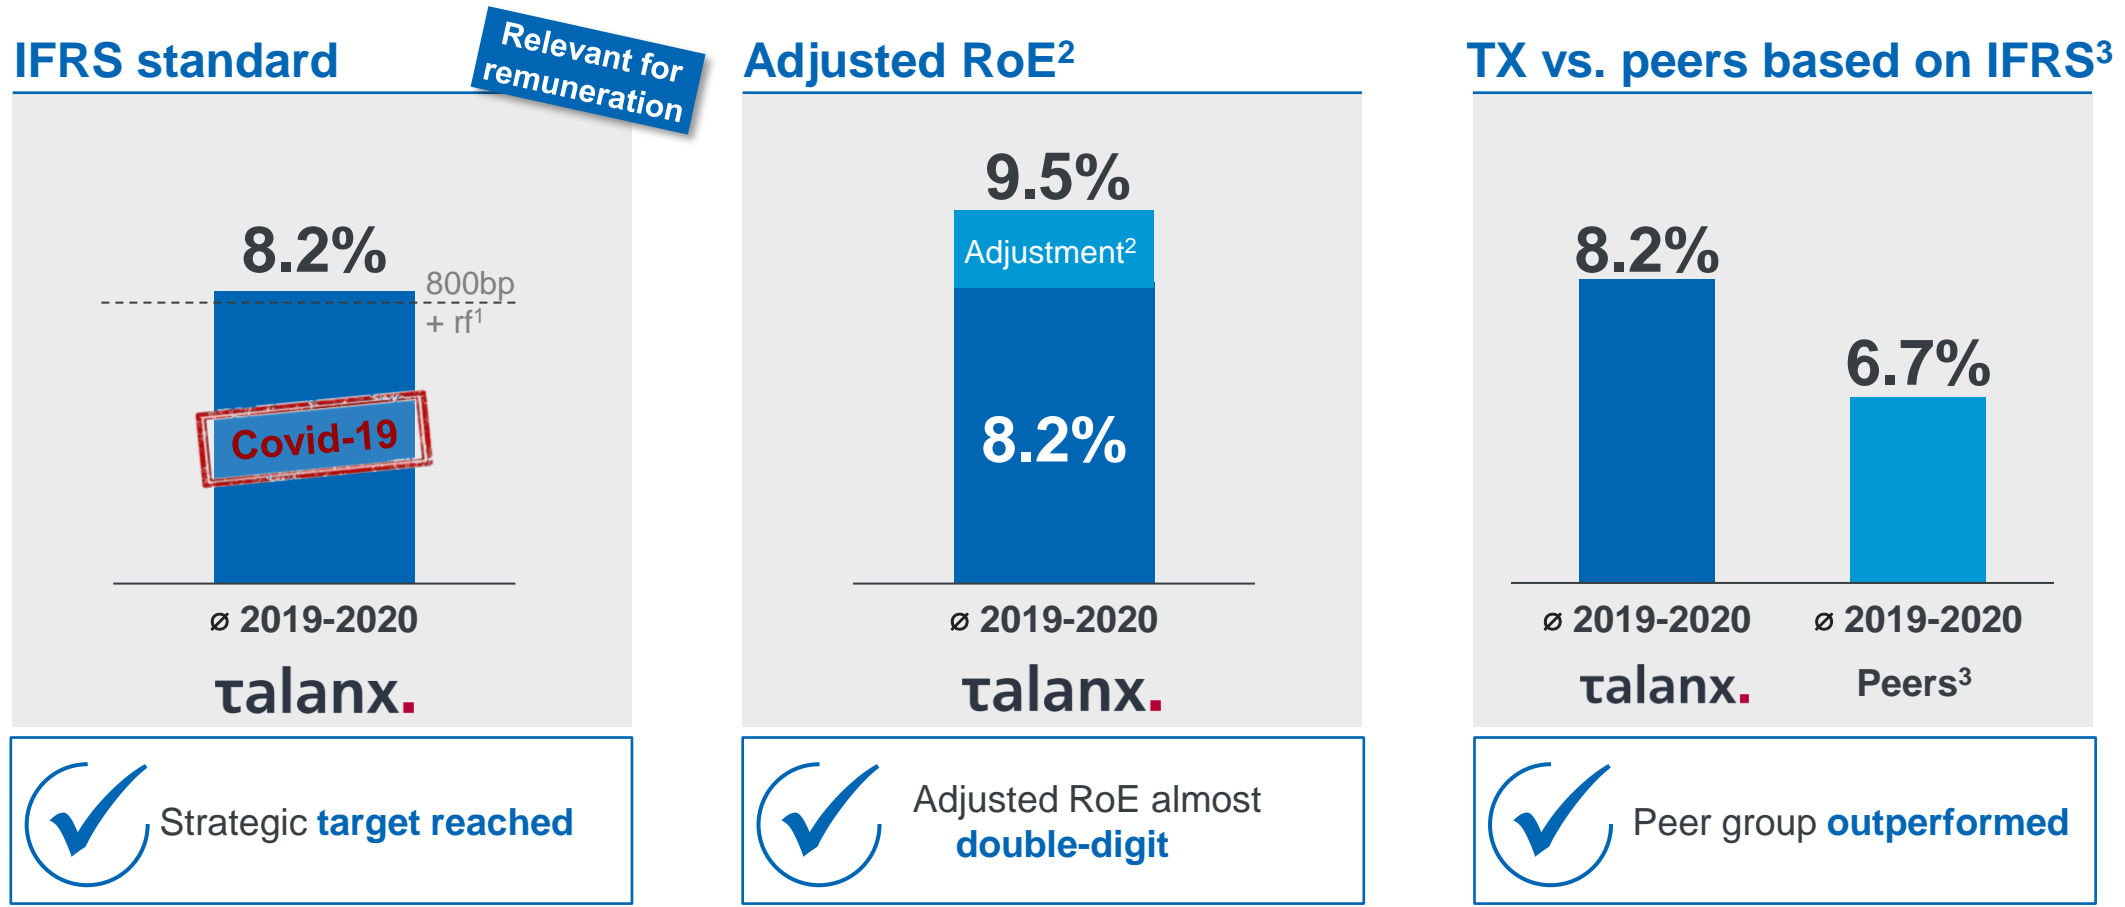 IFRS standard
Relevant for
remuneration
8.2%
800bp
+ rf¹
Covid-19
ø 2019-2020
talanx.
Strategic target reached
Adjusted RoE²
9.5%
Adjustment²
8.2%
ø 2019-2020
talanx.
Adjusted RoE almost
double-digit
TX vs. peers based on IFRS³
8.2%
6.7%
ø 2019-2020
ø 2019-2020
talanx.
Peers³
Peer group outperformed